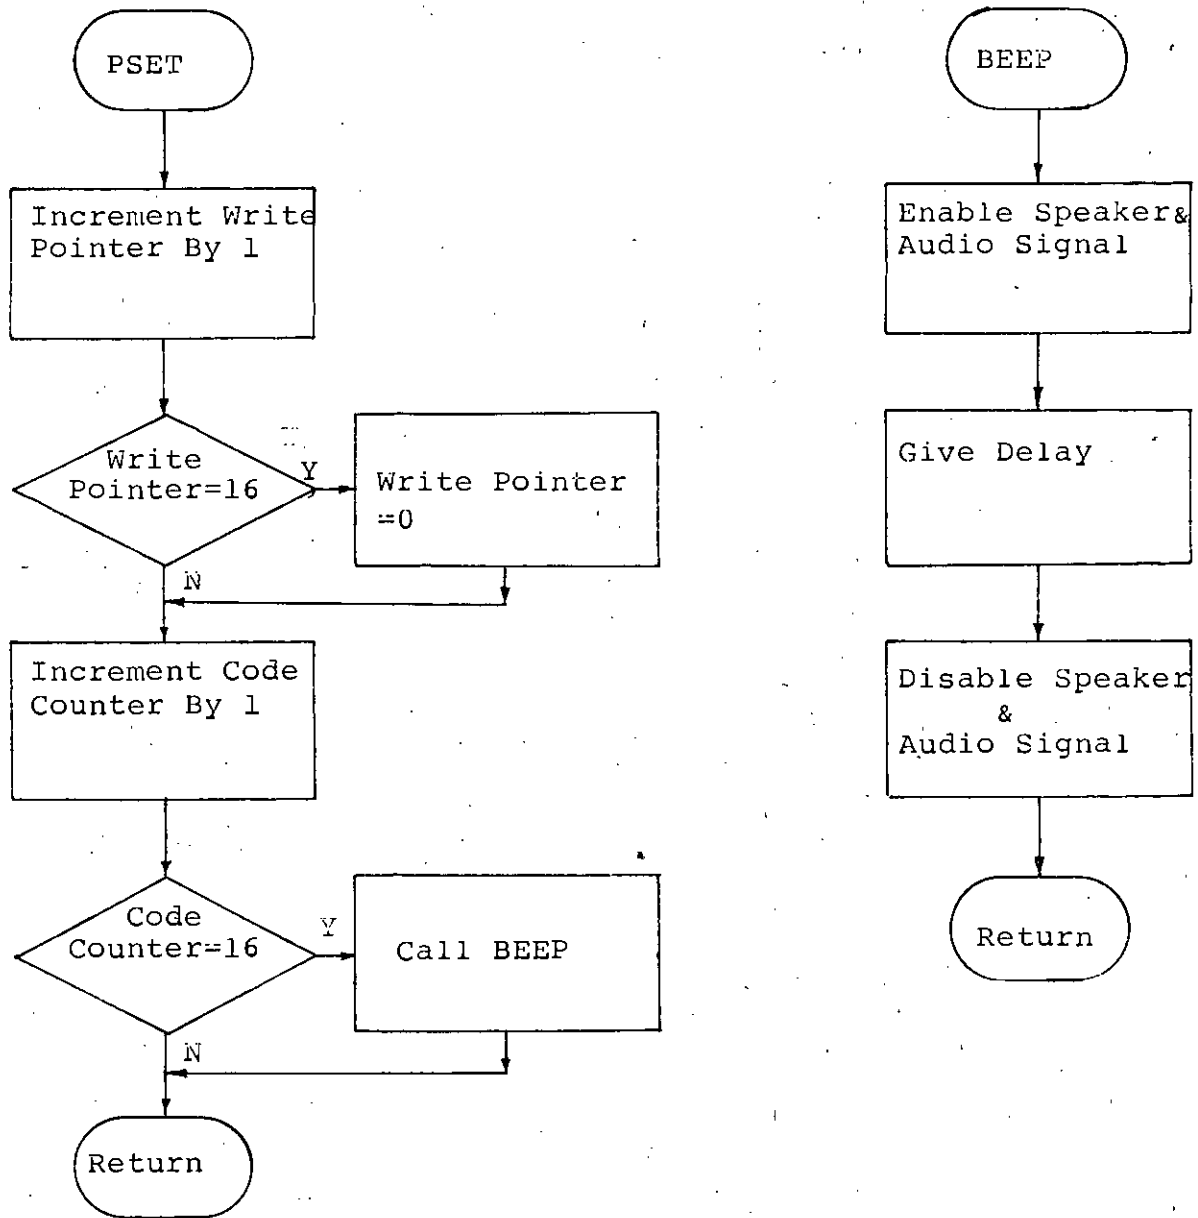 PSET
Increment Write
Pointer By 1
Write
Pointer=16
Y
Write Pointer
=0
N
Increment Code
Counter By 1
Code
Counter=16
Y
Call BEEP
N
Return
BEEP
Enable Speaker&
Audio Signal
Give Delay
Disable Speaker
&
Audio Signal
Return